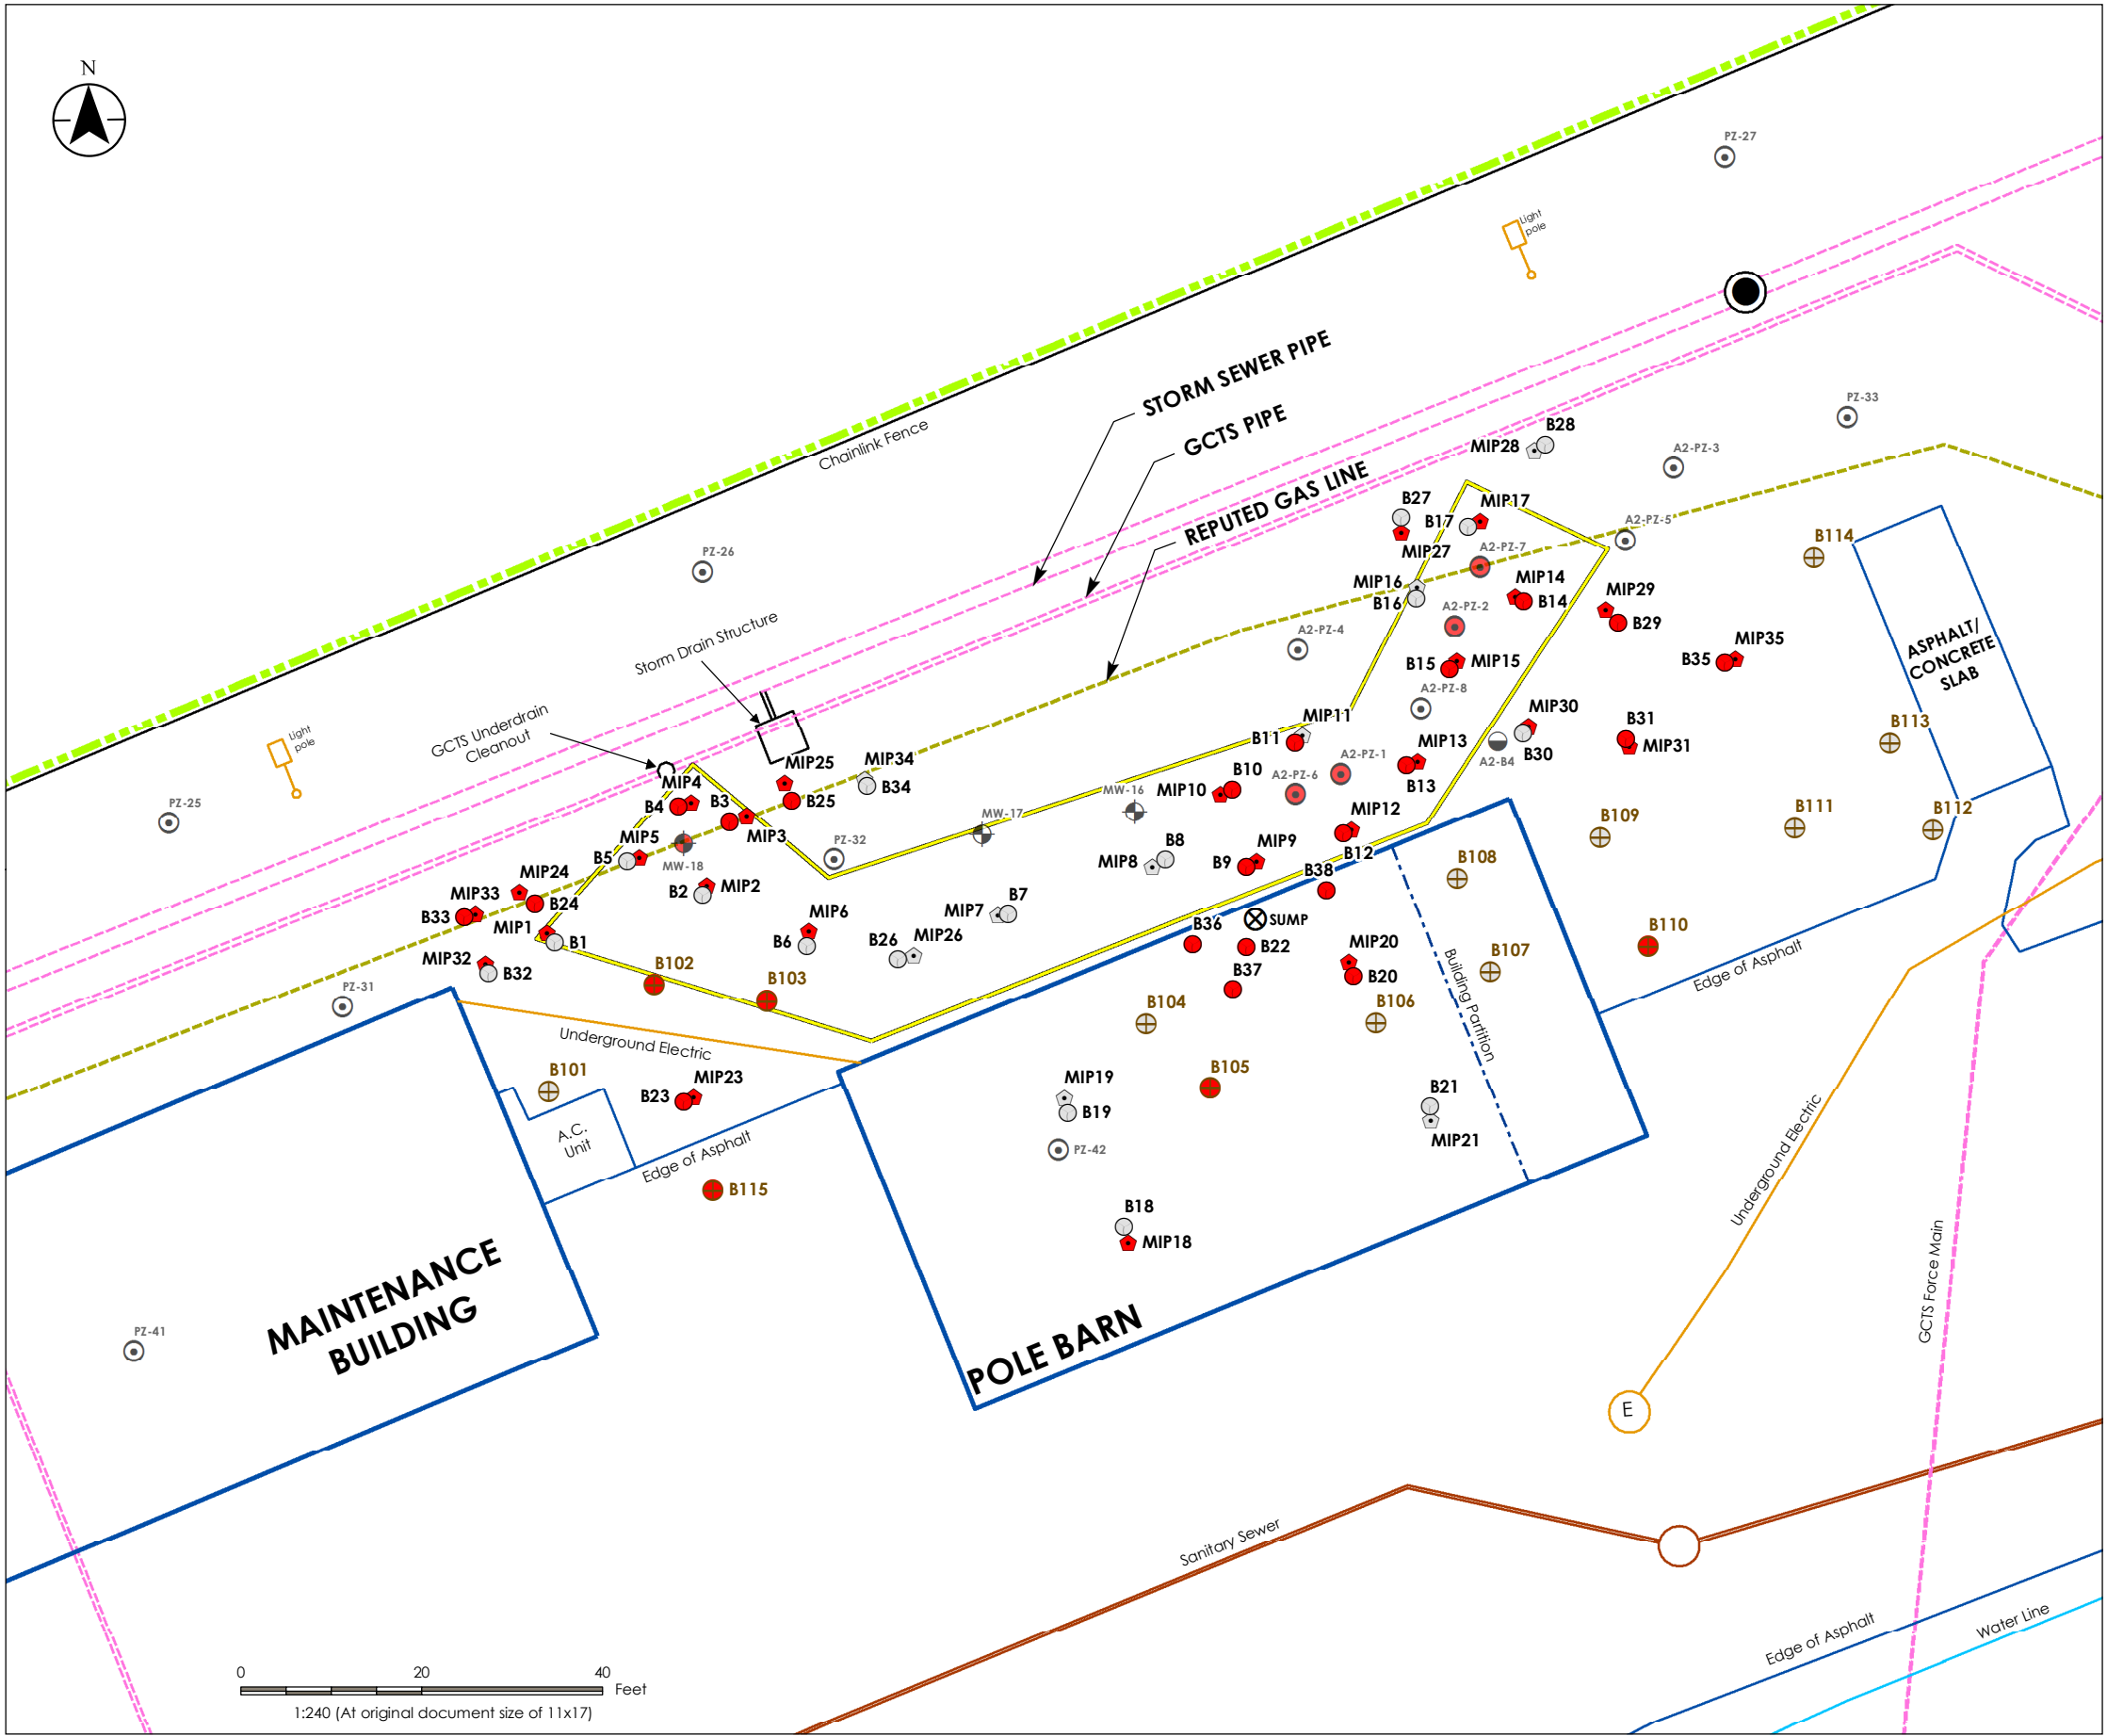 N
PZ-27
Light
pole
STORM SEWER PIPE
GCTS PIPE
REPUTED GAS LINE
Chainlink Fence
PZ-33
B28
MIP28
A2-PZ-3
B27
MIP17
B17
A2-PZ-5
MIP27
A2-PZ-7
B114
PZ-26
MIP16
B16
MIP14
B14
MIP29
B29
A2-PZ-2
A2-PZ-4
Storm Drain Structure
B15
MIP15
B35
MIP35
ASPHALT/
CONCRETE
SLAB
A2-PZ-8
GCTS Underdrain
Cleanout
Light
pole
MIP11
B11
MIP30
B30
B31
MIP31
B113
A2-B4
MIP13
B13
A2-PZ-1
A2-PZ-6
MIP25
B25
MIP34
B34
MIP4
B4
B3
MIP3
B10
MIP10
MW-16
MW-17
PZ-25
MIP12
B12
B109
B111
B112
MIP5
B5
MW-18
PZ-32
B8
MIP8
MIP9
B9
B108
B38
MIP24
B24
MIP33
B33
B2
MIP2
MIP7
B7
SUMP
B36
B22
MIP1
B1
MIP6
B6
B26
MIP26
B110
MIP20
B20
Building Partition
B107
Edge of Asphalt
MIP32
B32
B102
B103
B37
PZ-31
B104
B106
Underground Electric
B101
MIP23
B23
B105
MIP19
B19
B21
MIP21
A.C.
Unit
Edge of Asphalt
PZ-42
Underground Electric
B115
B18
MIP18
GCTS Force Main
MAINTENANCE
BUILDING
PZ-41
POLE BARN
E
Sanitary Sewer
Edge of Asphalt
Water Line
0 20 40
Feet
1:240 (At original document size of 11x17)